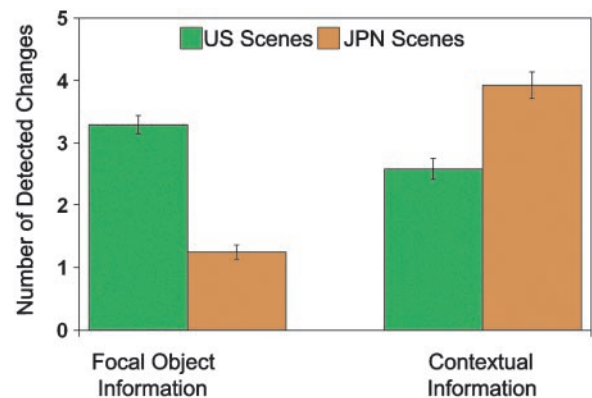 5
US Scenes JPN Scenes
4
3
2
1
0
Number of Detected Changes
Focal Object
Information
Contextual
Information